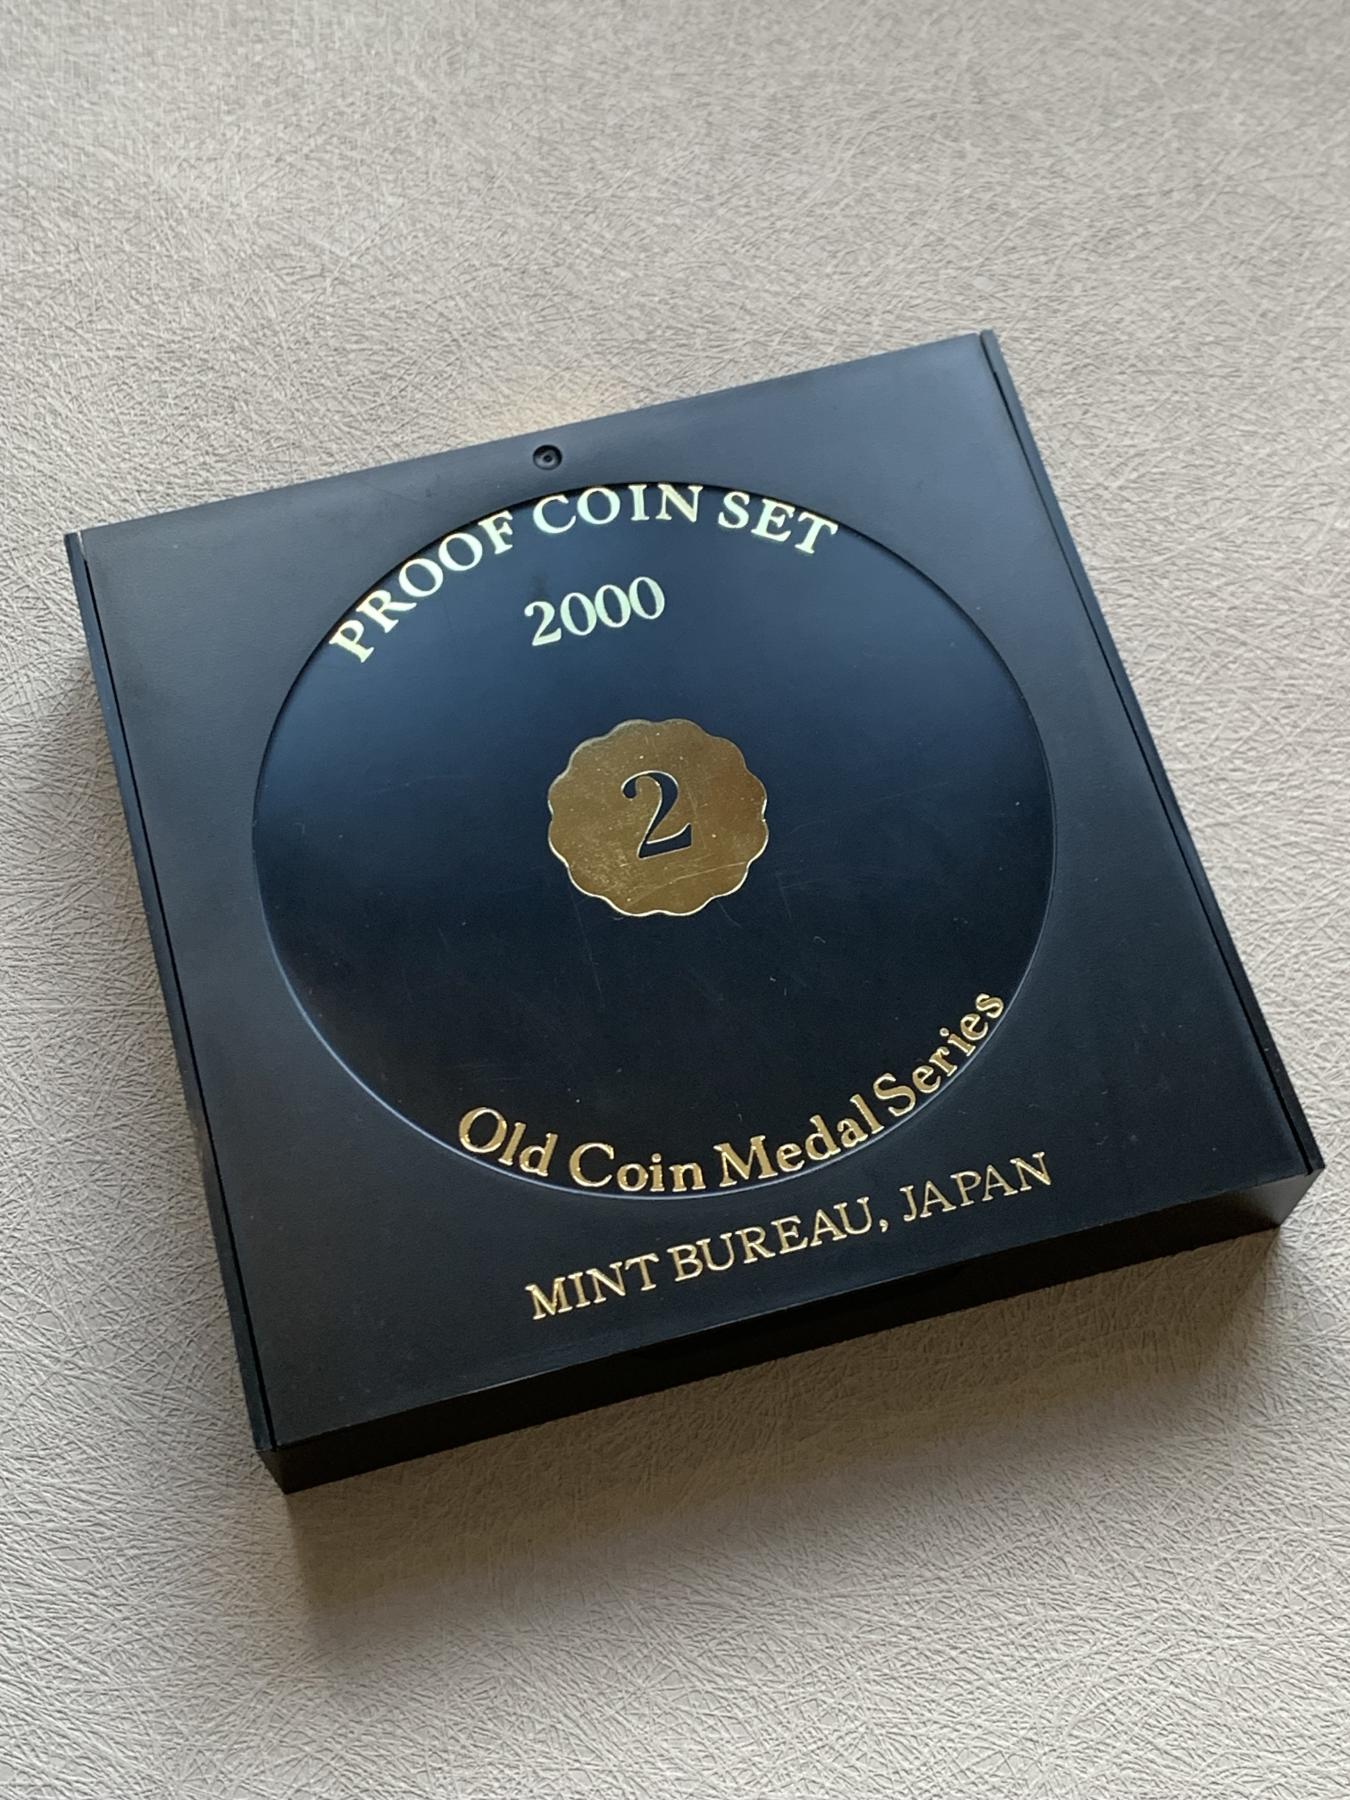 PROOF COIN SET
2000
2
Old Coin Medal Series
MINT BUREAU, JAPAN